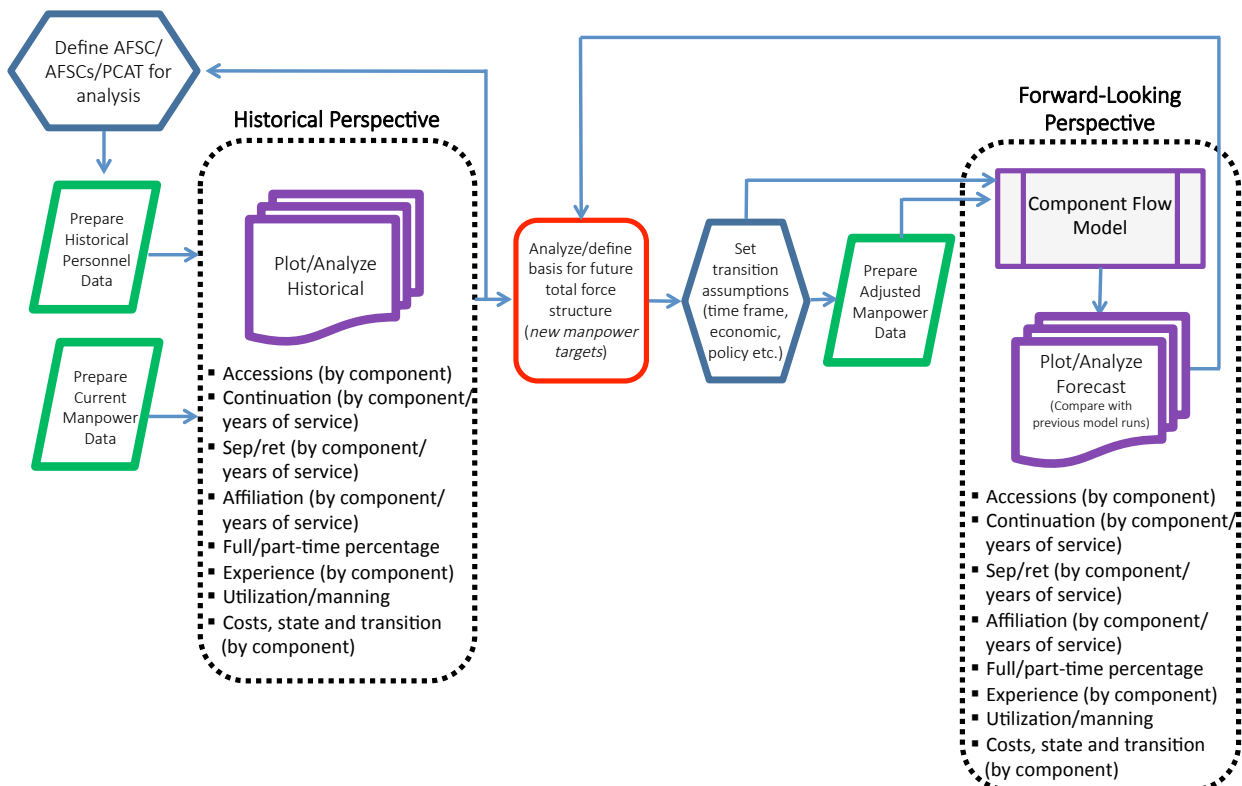 Define AFSC/
AFSCs/PCAT for
analysis
Prepare
Historical
Personnel
Data
Prepare
Current
Manpower
Data
Historical Perspective
Plot/Analyze
Historical
▪ Accessions (by component)
▪ Continuation (by component/
years of service)
▪ Sep/ret (by component/
years of service)
▪ Affiliation (by component/
years of service)
▪ Full/part-time percentage
▪ Experience (by component)
▪ Utilization/manning
▪ Costs, state and transition
(by component)
Analyze/define
basis for future
total force
structure
(new manpower
targets)
Set
transition
assumptions
(time frame,
economic,
policy etc.)
Prepare
Adjusted
Manpower
Data
Forward-Looking
Perspective
Component Flow
Model
Plot/Analyze
Forecast
(Compare with
previous model runs)
▪ Accessions (by component)
▪ Continuation (by component/
years of service)
▪ Sep/ret (by component/
years of service)
▪ Affiliation (by component/
years of service)
▪ Full/part-time percentage
▪ Experience (by component)
▪ Utilization/manning
▪ Costs, state and transition
(by component)